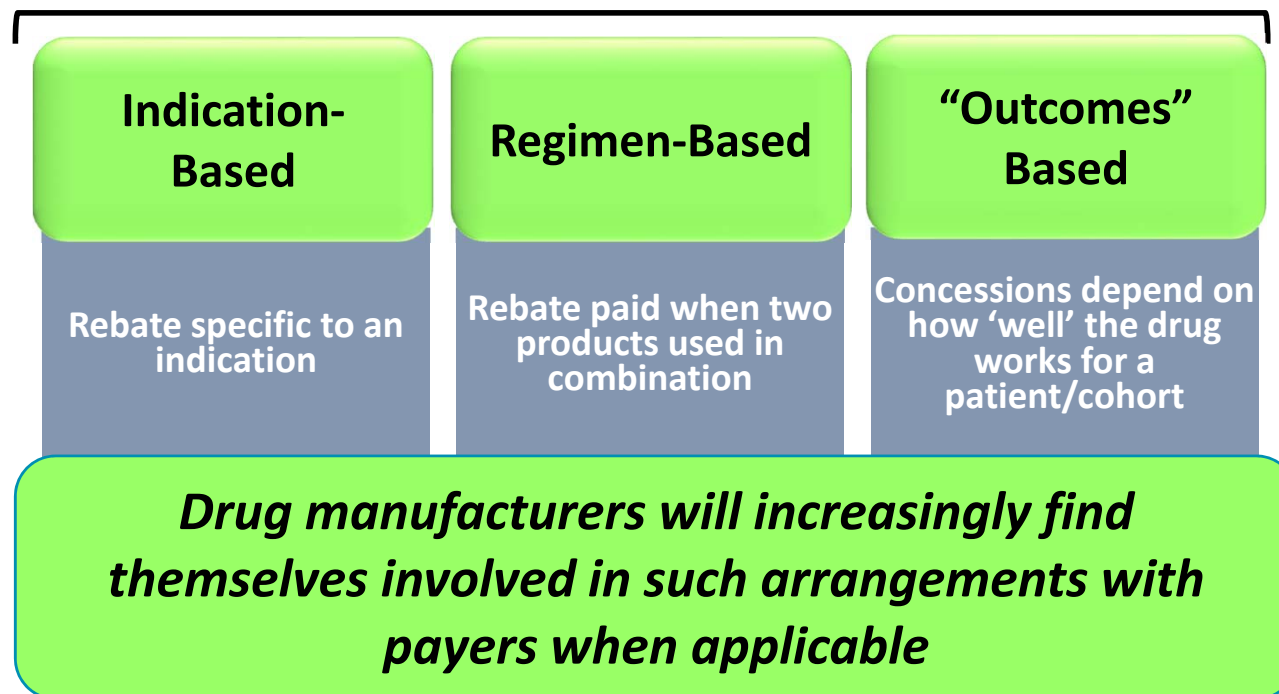 Indication-
Based
Regimen-Based
“Outcomes”
Based
Rebate specific to an
indication
Rebate paid when two
products used in
combination
Concessions depend on
how ‘well’ the drug
works for a
patient/cohort
Drug manufacturers will increasingly find
themselves involved in such arrangements with
payers when applicable